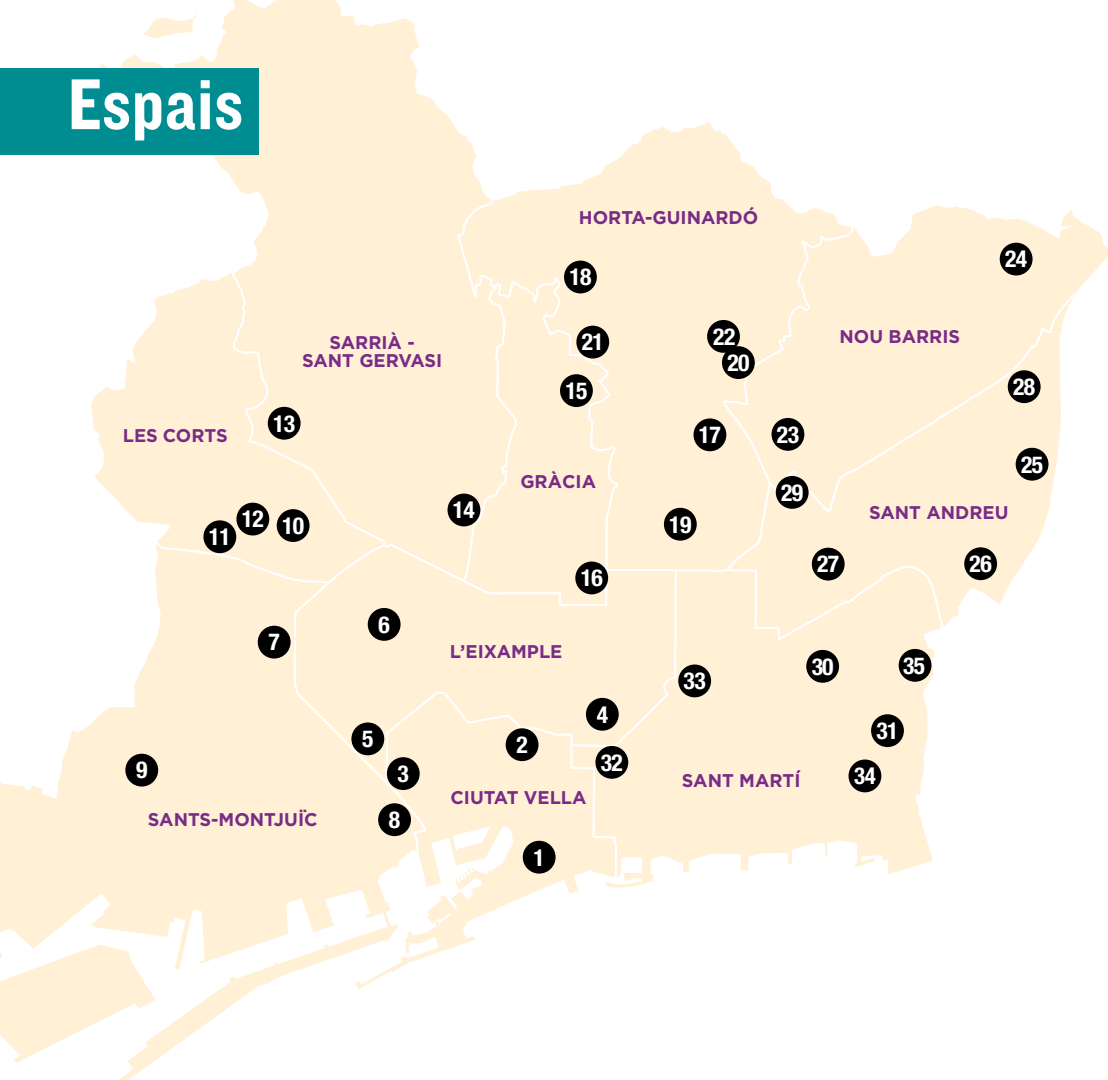 Espais
HORTA-GUINARDÓ
24
18
22
NOU BARRIS
21
SARRIÀ -
SANT GERVASI
20
28
15
13
LES CORTS
17
23
25
GRÀCIA
29
14
SANT ANDREU
12
11
10
19
27
26
16
6
7
L'EIXAMPLE
30
35
33
4
5
2
31
32
9
3
34
SANT MARTÍ
CIUTAT VELLA
SANTS-MONTJUÏC
8
1